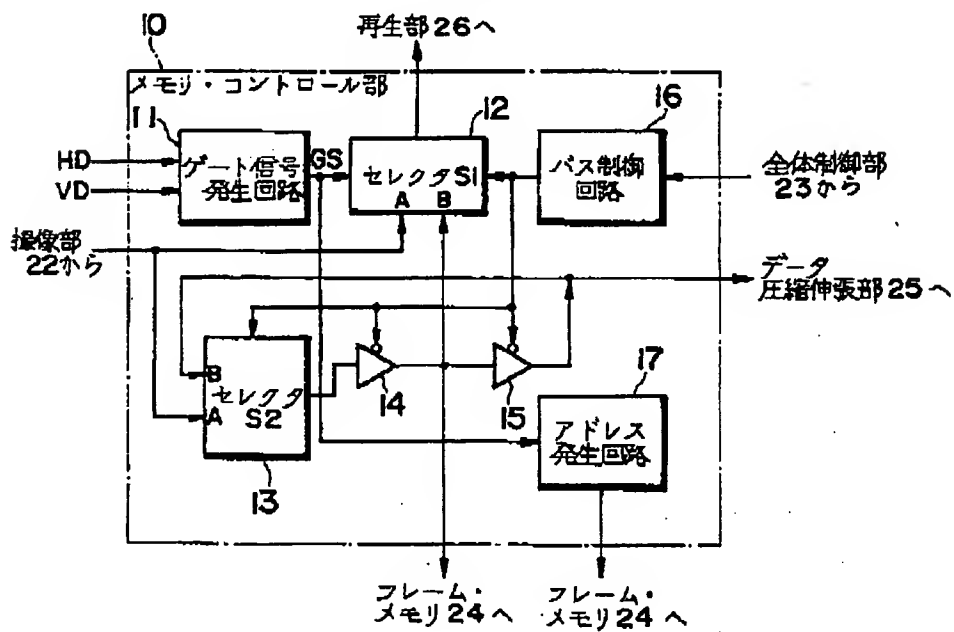 再生部26へ
10
メモリ・コントロール部
11
12
16
HD
VD
ゲート信号
発生回路
GS
セレクタS1
A B
バス制御
回路
全体制御部
23から
撮像部
22から
データ
圧縮伸張部25へ
B
A
セレクタ
S2
14
15
17
アドレス
発生回路
13
フレーム・
メモリ24へ
フレーム・
メモリ24へ